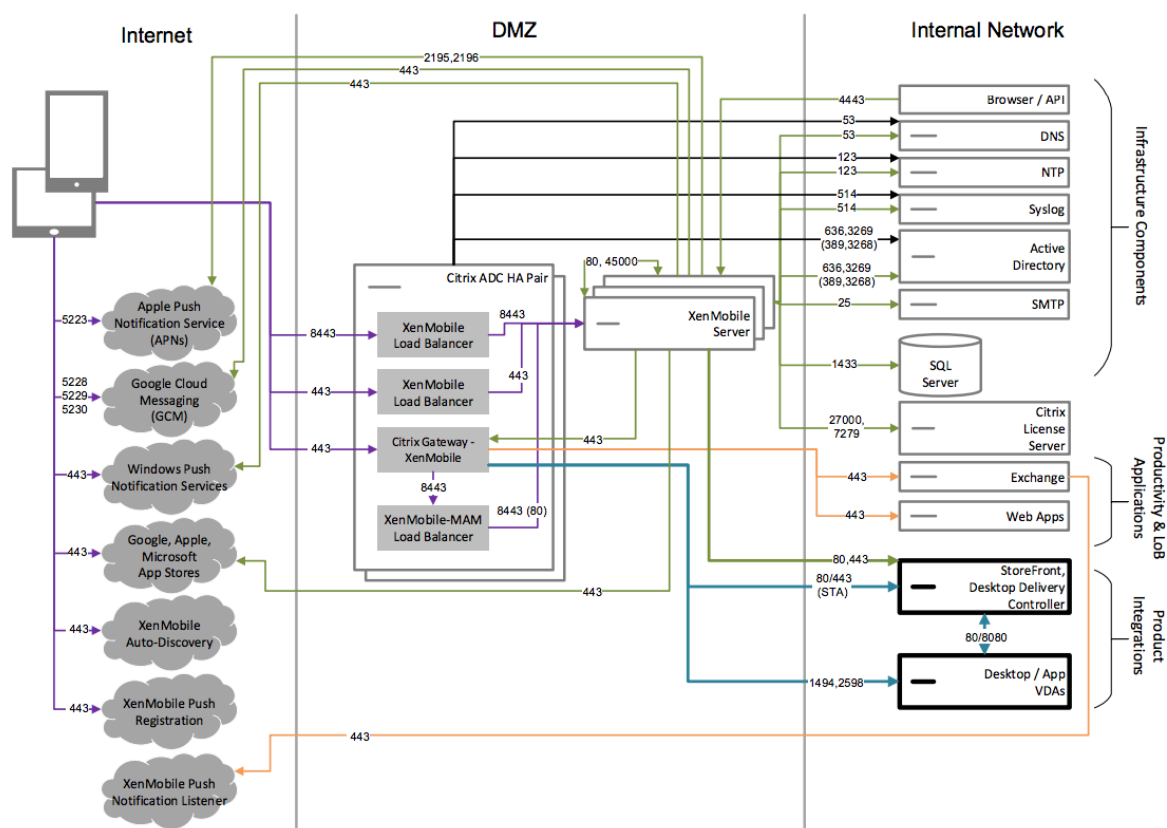 Internet
DMZ
Internal Network
2195,2196
443
443
4443
Browser / API
53
53
DNS
123
123
NTP
514
514
Syslog
636,3269
(389,3268)
636,3269
(389,3268)
Active
Directory
25
SMTP
1433
SQL
Server
27000,
7279
Citrix
License
Server
443
Exchange
443
Web Apps
80,443
80/443
(STA)
StoreFront,
Desktop Delivery
Controller
80/8080
1494,2598
Desktop / App
VDAs
Infrastructure Components
Productivity & LoB
Applications
Product
Integrations
Citrix ADC HA Pair
80, 45000
XenMobile
Server
8443
XenMobile
Load Balancer
8443
443
XenMobile
Load Balancer
443
443
Citrix Gateway -
XenMobile
443
8443
XenMobile-MAM
Load Balancer
8443 (80)
5223
Apple Push
Notification Service
(APNs)
5228
5229
5230
Google Cloud
Messaging
(GCM)
443
Windows Push
Notification Services
443
Google, Apple,
Microsoft
App Stores
443
443
XenMobile
Auto-Discovery
443
XenMobile Push
Registration
443
XenMobile Push
Notification Listener